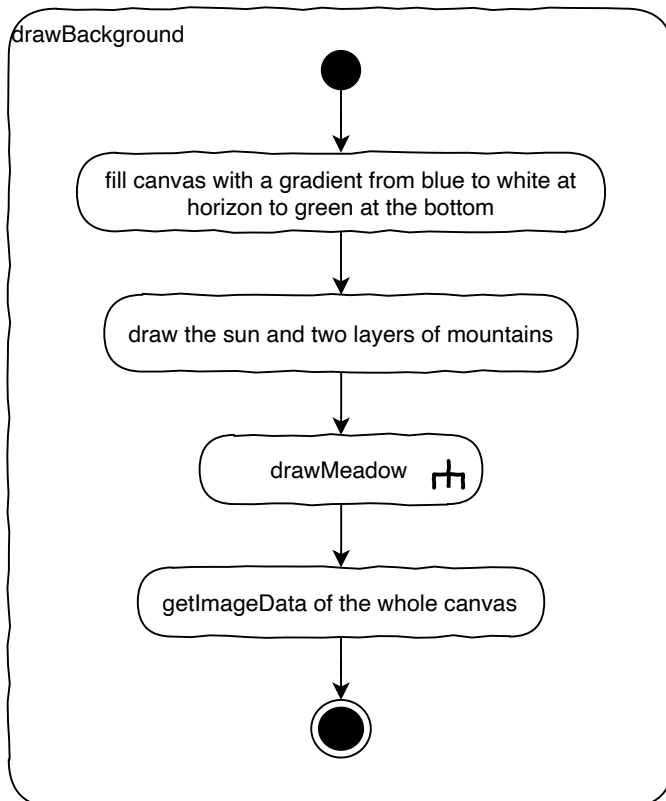 drawBackground
fill canvas with a gradient from blue to white at
horizon to green at the bottom
draw the sun and two layers of mountains
drawMeadow
getImageData of the whole canvas